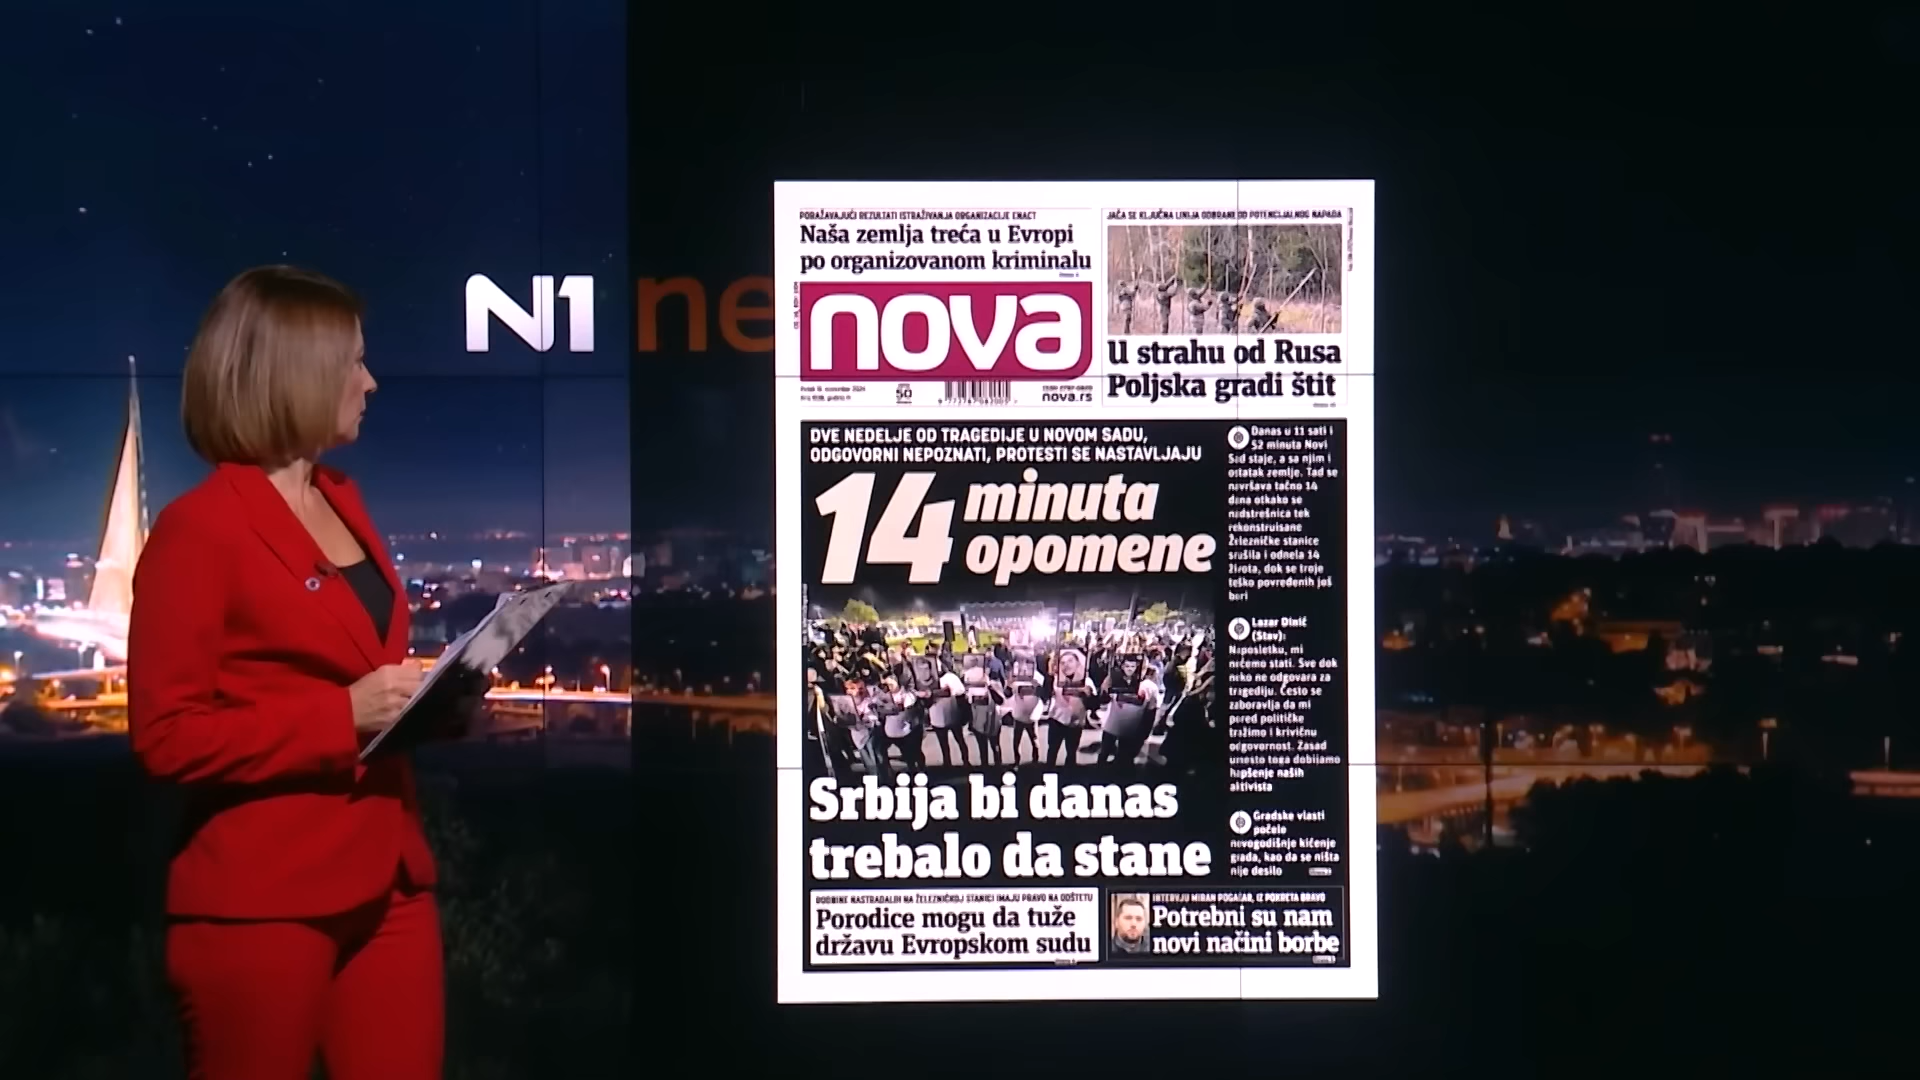 N1 ne
PORAŽAVAJUĆI REZULTATI ISTRAŽIVANJA ORGANIZACIJE ENACT
Naša zemlja treća u Evropi
po organizovanom kriminalu
nova
50
nova.rs
JAČA SE KLJUČNA LINIJA ODBRANE OD POTENCIJALNOG NAPADA
U strahu od Rusa
Poljska gradi štit
DVE NEDELJE OD TRAGEDIJE U NOVOM SADU,
ODGOVORNI NEPOZNATI, PROTESTI SE NASTAVLJAJU
14 minuta
opomene
Srbija bi danas
trebalo da stane
Danas u 11 sati i
52 minuta Novi
Sad staje, a sa njim i
ostatak zemlje. Tad se
navršava tačno 14
dana otkako se
nadstrešnica tek
rekonstruisane
Železničke stanice
srušila i odnela 14
života, dok se troje
teško povređenih još
bori
Lazar Dinić
(Stav):
Naposletku, mi
nećemo stati. Sve dok
neko ne odgovara za
tragediju. Često se
zaboravlja da mi
pored političke
tražimo i krivičnu
odgovornost. Zasad
umesto toga dobijamo
hapšenje naših
aktivista
Gradske vlasti
počele
novogodišnje kićenje
grada, kao da se ništa
nije desilo
RODBINE NASTRADALIH NA ŽELEZNIČKOJ STANICI IMAJU PRAVO NA ODŠTETU
Porodice mogu da tuže
državu Evropskom sudu
INTERVJU MIRAN POGAČAR, IZ POKRETA BRAVO
Potrebni su nam
novi načini borbe